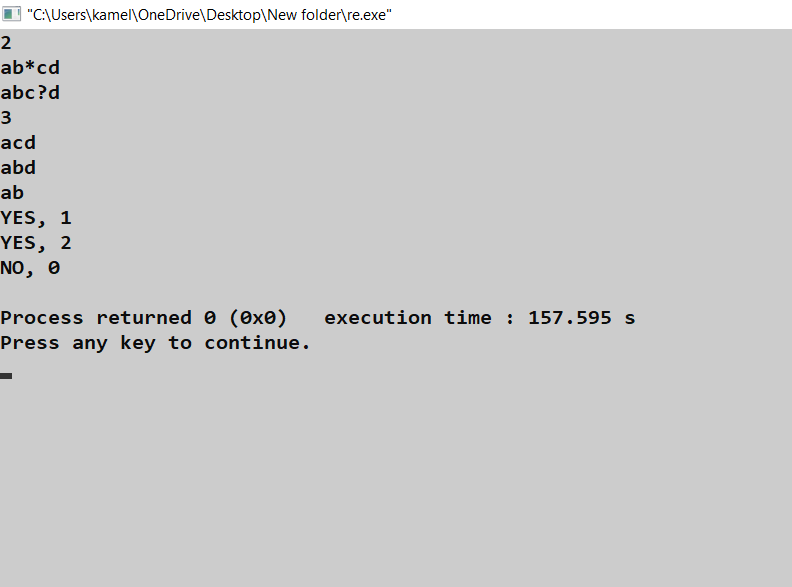 "C:\Users\kamel\OneDrive\Desktop\New folder\re.exe"
2
ab*cd
abc?d
3
acd
abd
ab
YES, 1
YES, 2
NO, 0
Process returned 0 (0x0)   execution time : 157.595 s
Press any key to continue.